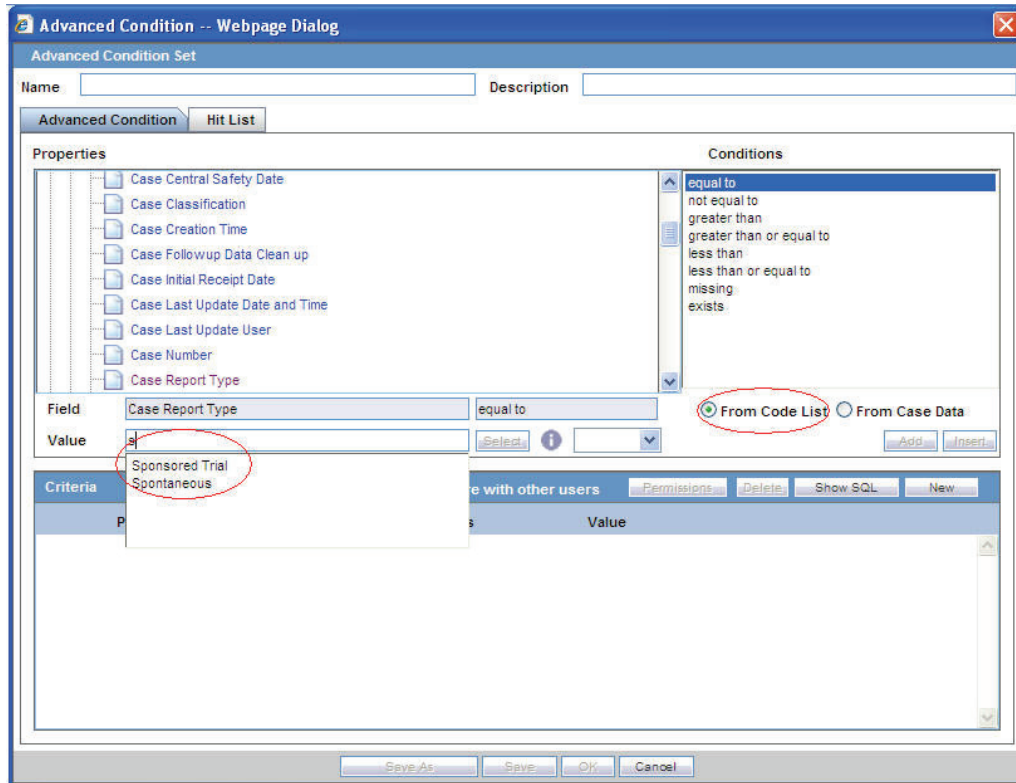 Advanced Condition -- Webpage Dialog
Advanced Condition Set
Name Description
Advanced Condition Hit List
Properties Conditions
Case Central Safety Date
Case Classification
Case Creation Time
Case Followup Data Clean up
Case Initial Receipt Date
Case Last Update Date and Time
Case Last Update User
Case Number
Case Report Type
equal to
not equal to
greater than
greater than or equal to
less than
less than or equal to
missing
exists
Field Case Report Type equal to From Code List From Case Data
Value s Select i Add Insert
Sponsored Trial
Spontaneous
Criteria re with other users Permissions Delete Show SQL New
P s Value
Save As Save OK Cancel